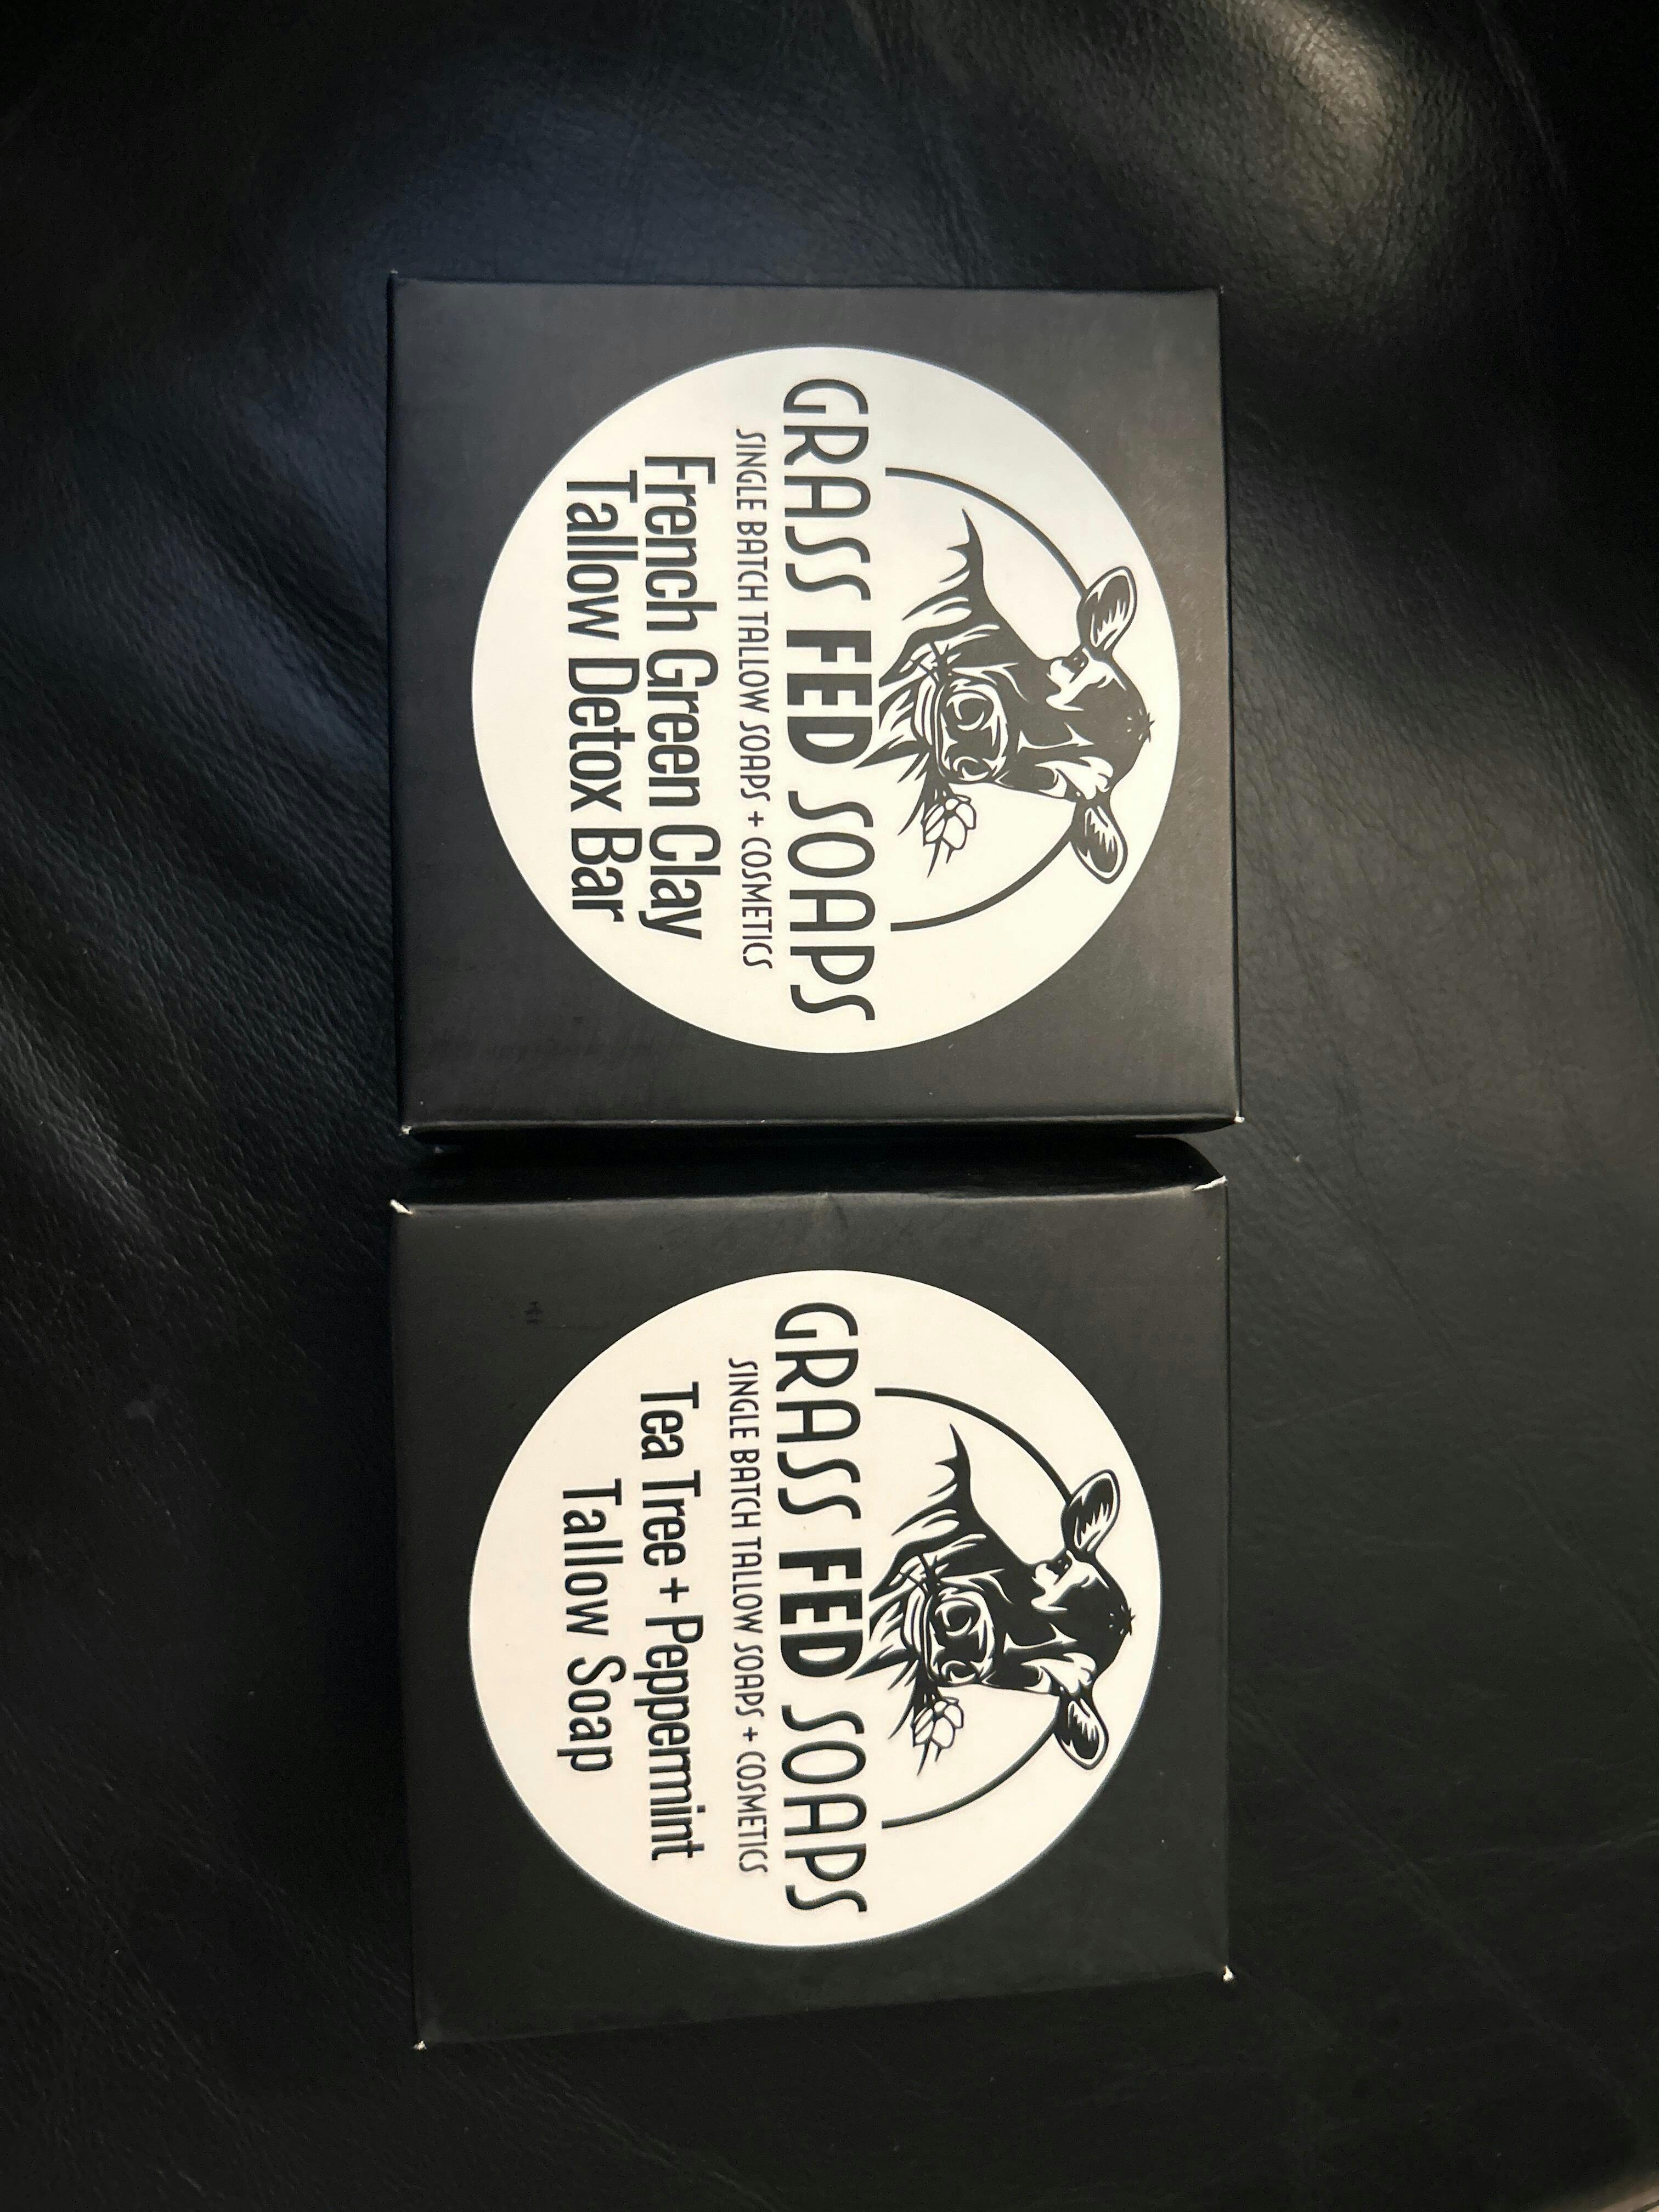 GRASS FED SOAPS
SINGLE BATCH TALLOW SOAPS + COSMETICS
French Green Clay
Tallow Detox Bar
GRASS FED SOAPS
SINGLE BATCH TALLOW SOAPS + COSMETICS
Tea Tree + Peppermint
Tallow Soap